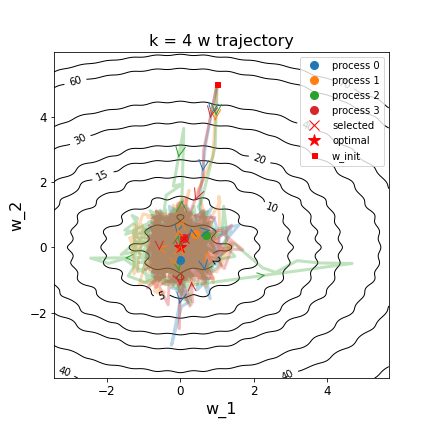 k = 4 w trajectory
process 0
process 1
process 2
process 3
selected
optimal
w_init
60
30
15
20
10
5
2
40
40
4
2
0
−2
−2
0
2
4
w_2
w_1